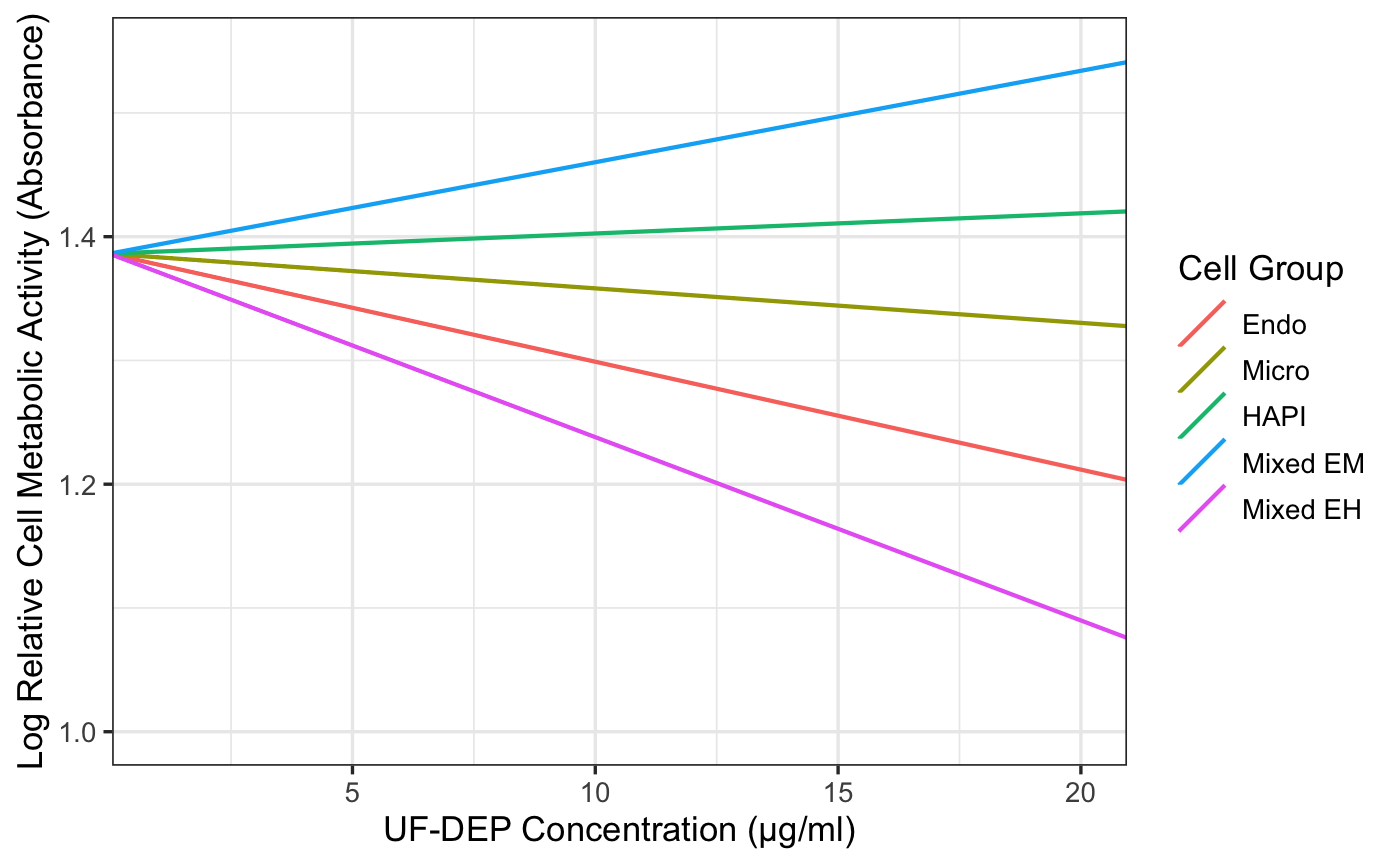 Log Relative Cell Metabolic Activity (Absorbance)
1.4
1.2
1.0
5 10 15 20
UF-DEP Concentration (μg/ml)
Cell Group
Endo
Micro
HAPI
Mixed EM
Mixed EH